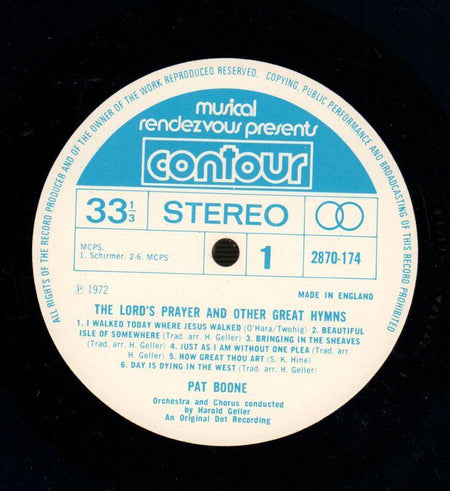 ALL RIGHTS OF THE RECORD PRODUCER AND OF THE OWNER OF THE WORK REPRODUCED RESERVED. COPYING, PUBLIC PERFORMANCE AND BROADCASTING OF THIS RECORD PROHIBITED
musical
rendezvous presents
contour
33 1/3 STEREO
MCPS.
1. Schirmer. 2-6. MCPS'
1
2870-174
℗ 1972
MADE IN ENGLAND
THE LORD'S PRAYER AND OTHER GREAT HYMNS
1. I WALKED TODAY WHERE JESUS WALKED (O'Hara/Twohig) 2. BEAUTIFUL
ISLE OF SOMEWHERE (Trad. arr. H. Geller) 3. BRINGING IN THE SHEAVES
(Trad. arr. H. Geller) 4. JUST AS I AM WITHOUT ONE PLEA (Trad. arr.
H. Geller) 5. HOW GREAT THOU ART (S. K. Hine)
6. DAY IS DYING IN THE WEST (Trad. arr. H. Geller)
PAT BOONE
Orchestra and Chorus conducted
by Harold Geller
An Original Dot Recording